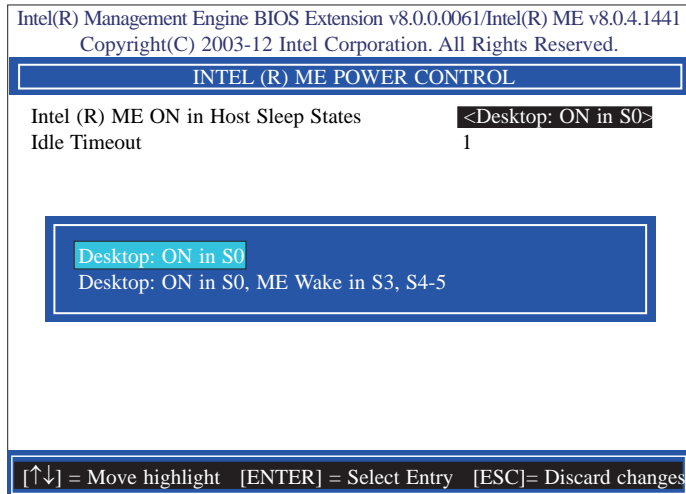 Intel(R) Management Engine BIOS Extension v8.0.0.0061/Intel(R) ME v8.0.4.1441
Copyright(C) 2003-12 Intel Corporation. All Rights Reserved.
INTEL (R) ME POWER CONTROL
Intel (R) ME ON in Host Sleep States <Desktop: ON in S0>
Idle Timeout 1
Desktop: ON in S0
Desktop: ON in S0, ME Wake in S3, S4-5
[↑↓] = Move highlight [ENTER] = Select Entry [ESC]= Discard changes